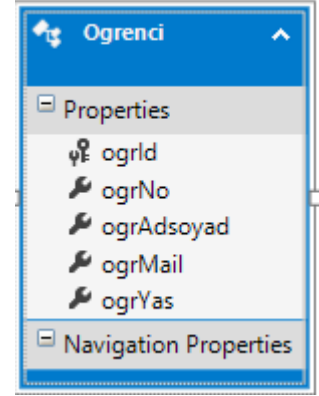 Ogrenci
Properties
ogrId
ogrNo
ogrAdsoyad
ogrMail
ogrYas
Navigation Properties